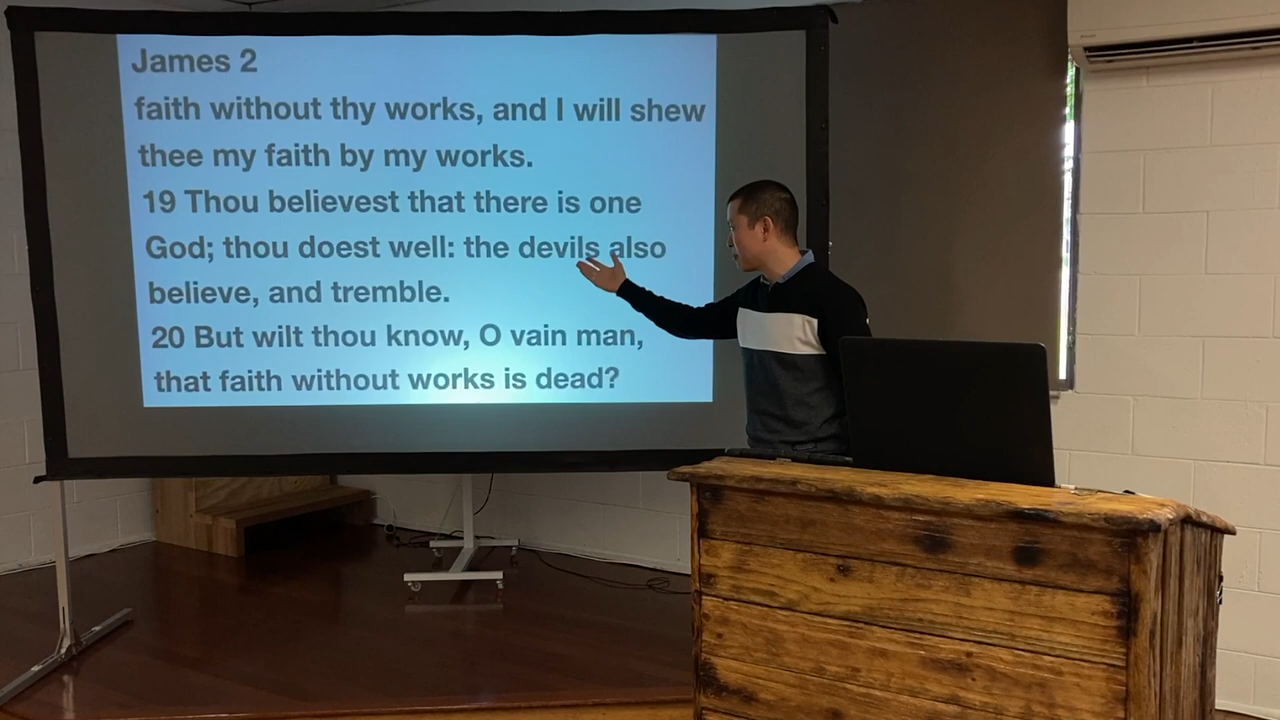 James 2
faith without thy works, and I will shew
thee my faith by my works.
19 Thou believest that there is one
God; thou doest well: the devils also
believe, and tremble.
20 But wilt thou know, O vain man,
that faith without works is dead?